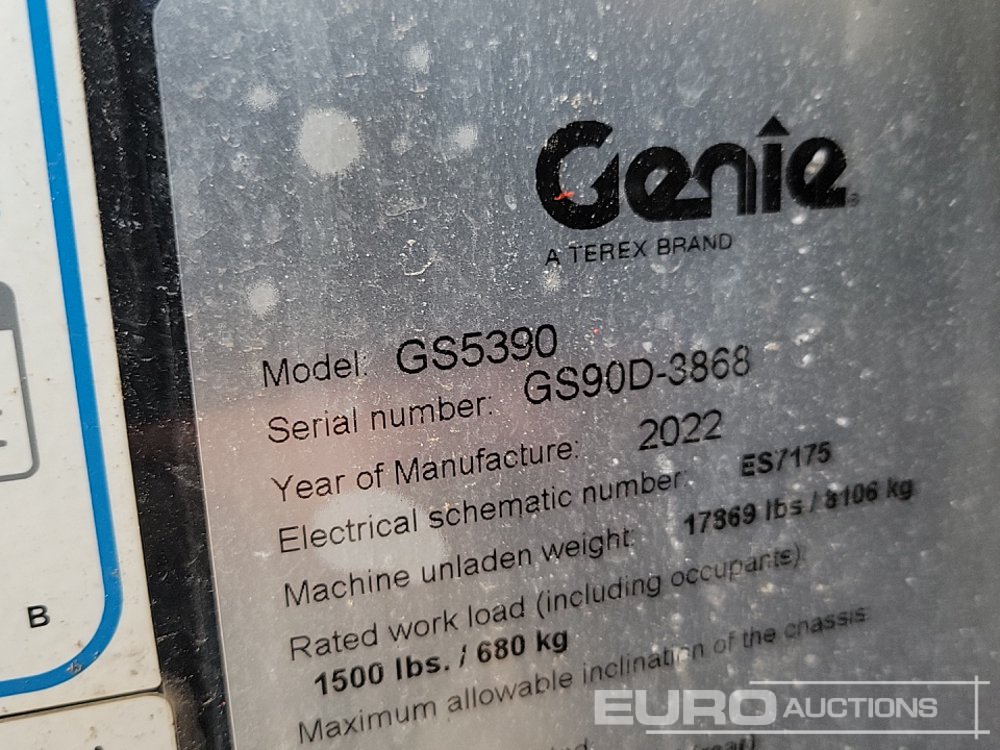 Genie
A TEREX BRAND
Model: GS5390
Serial number: GS90D-3868
Year of Manufacture: 2022
Electrical schematic number: ES7175
Machine unladen weight: 17869 lbs / 8106 kg
Rated work load (including occupants):
1500 lbs. / 680 kg
Maximum allowable inclination of the chassis:
B
EURO AUCTIONS